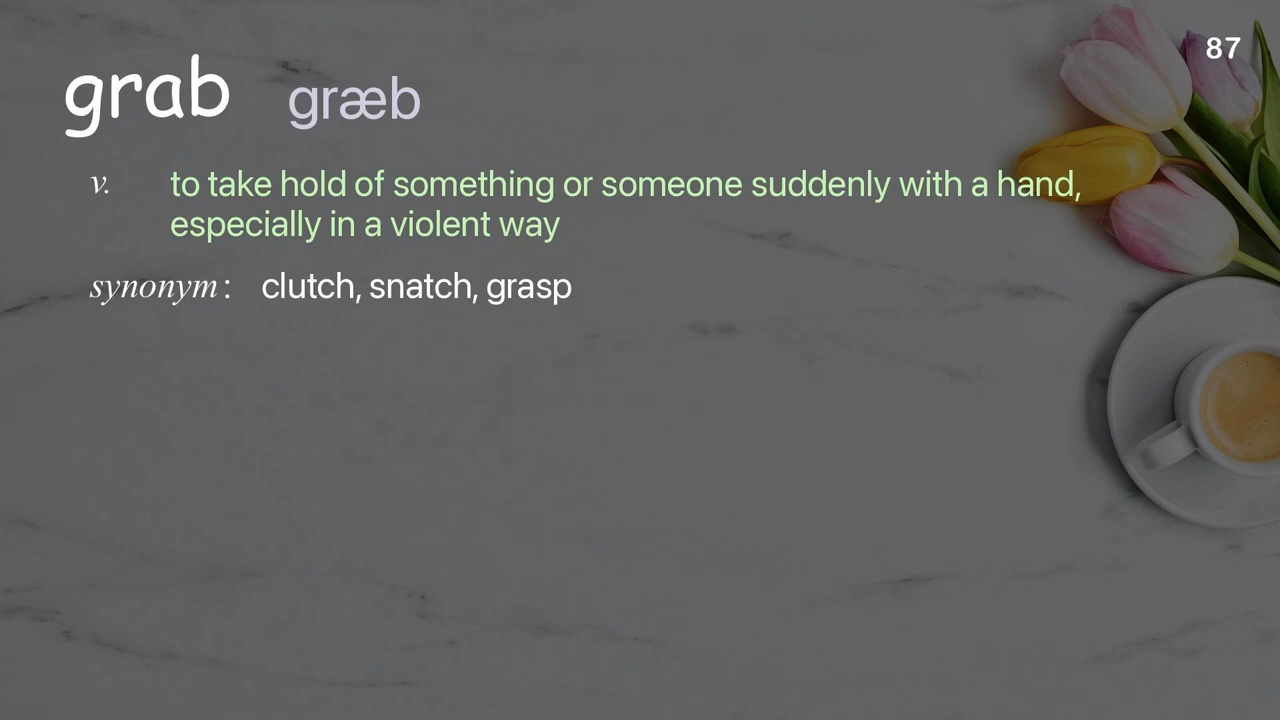 87
grab græb
v. to take hold of something or someone suddenly with a hand,
especially in a violent way
synonym : clutch, snatch, grasp